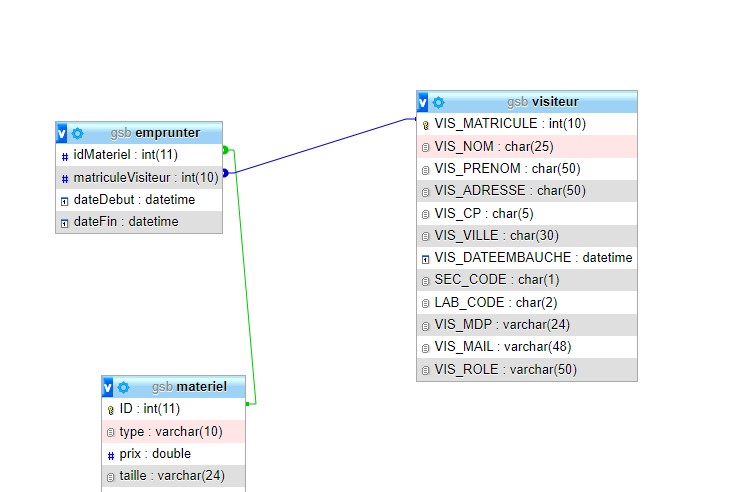 gsb emprunter
idMateriel : int(11)
matriculeVisiteur : int(10)
dateDebut : datetime
dateFin : datetime
gsb visiteur
VIS_MATRICULE : int(10)
VIS_NOM : char(25)
VIS_PRENOM : char(50)
VIS_ADRESSE : char(50)
VIS_CP : char(5)
VIS_VILLE : char(30)
VIS_DATEEMBAUCHE : datetime
SEC_CODE : char(1)
LAB_CODE : char(2)
VIS_MDP : varchar(24)
VIS_MAIL : varchar(48)
VIS_ROLE : varchar(50)
gsb materiel
ID : int(11)
type : varchar(10)
prix : double
taille : varchar(24)